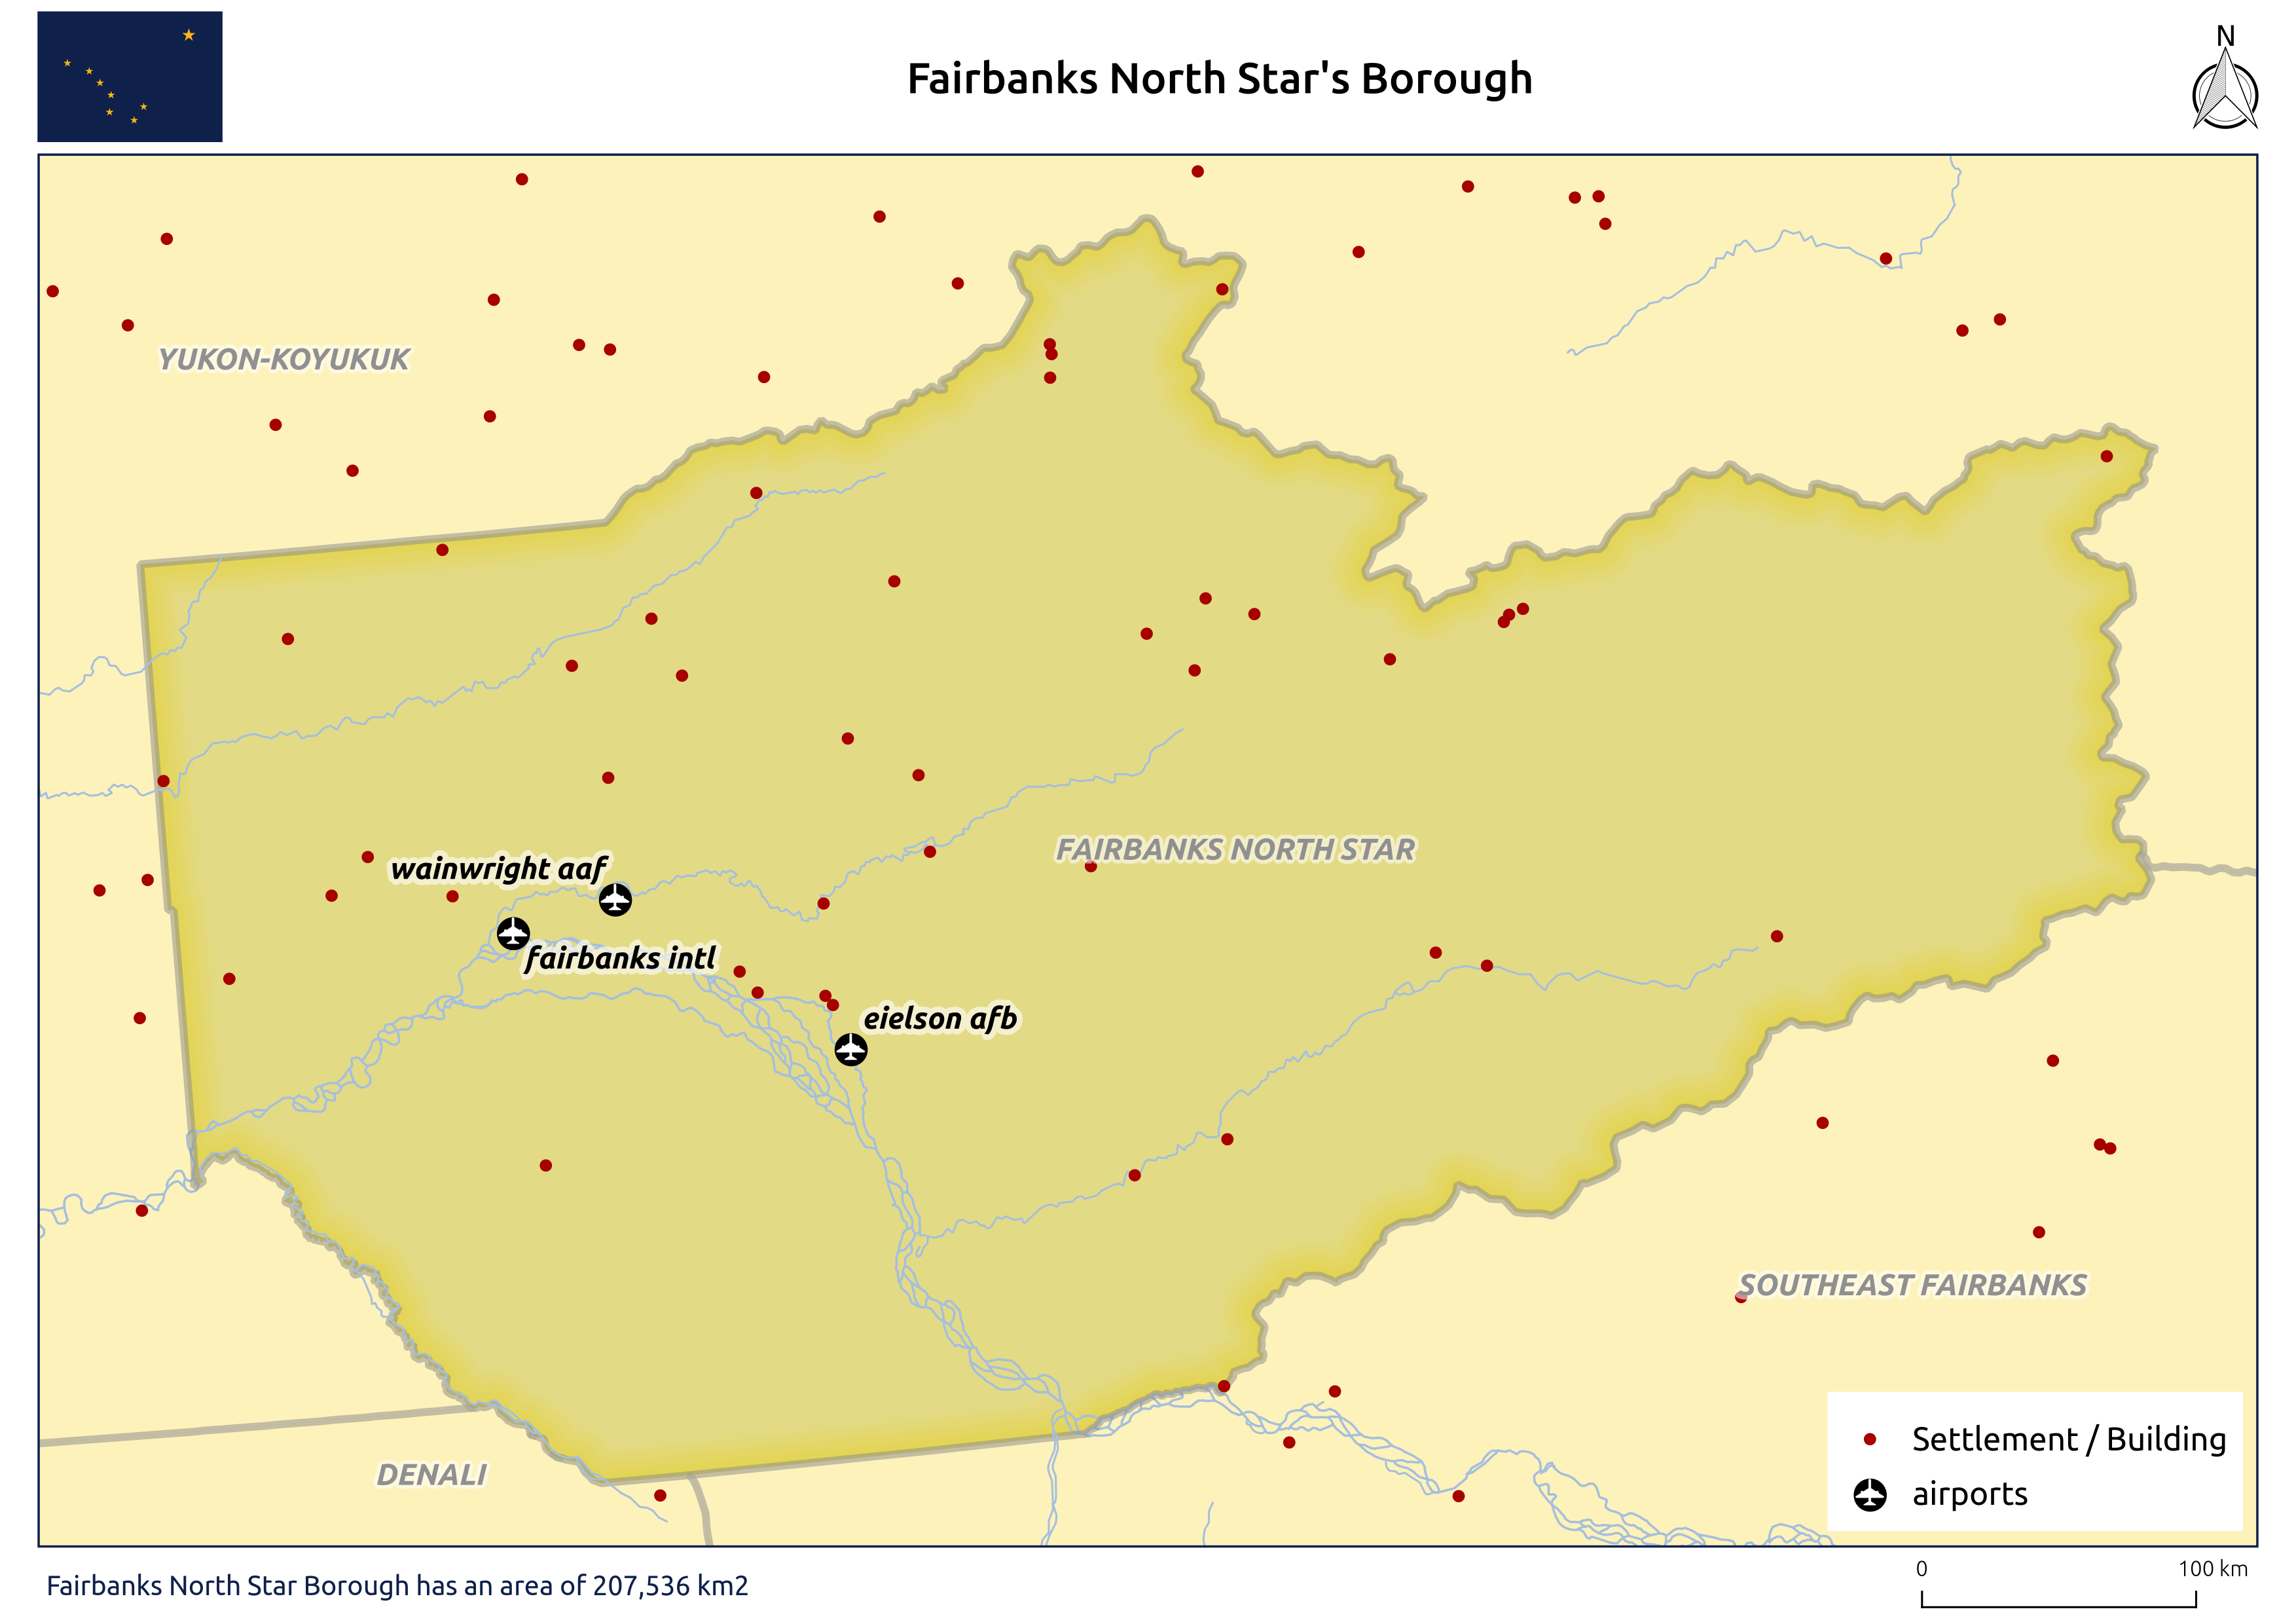 Fairbanks North Star's Borough
N
YUKON-KOYUKUK
FAIRBANKS NORTH STAR
wainwright aaf
fairbanks intl
eielson afb
SOUTHEAST FAIRBANKS
DENALI
Settlement / Building
airports
Fairbanks North Star Borough has an area of 207,536 km2
0 100 km